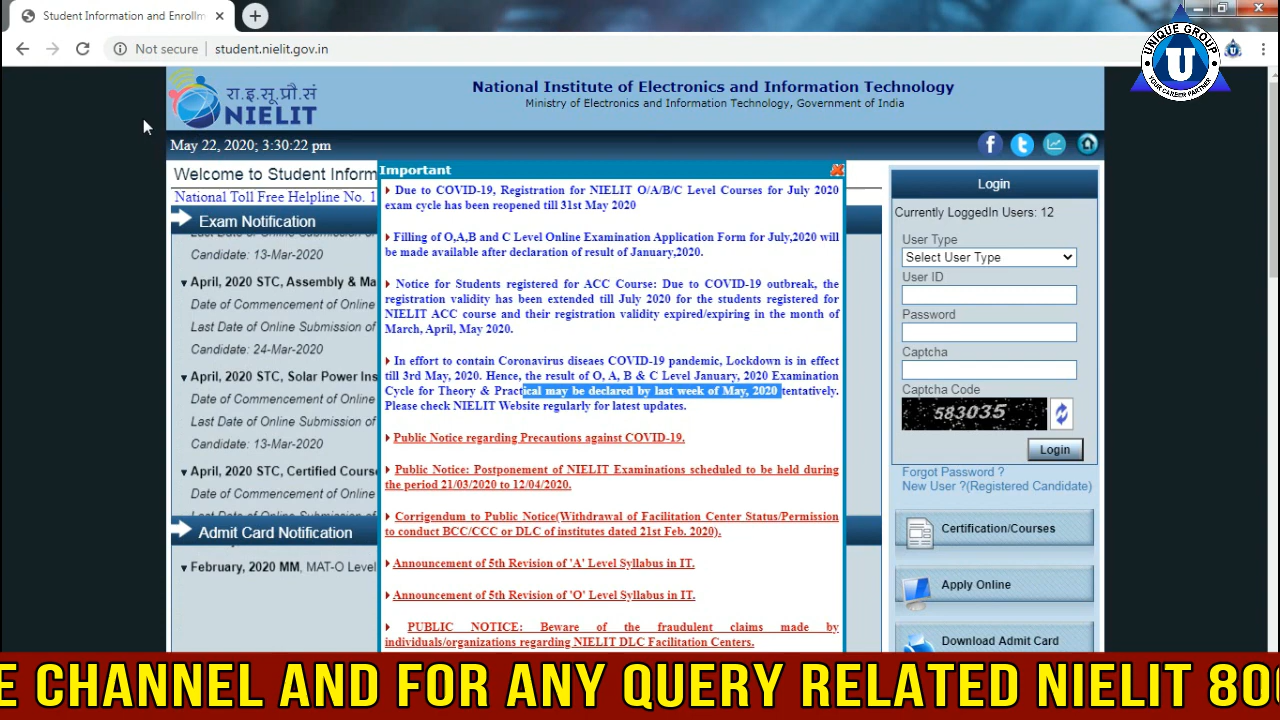 Student Information and Enrollm
Not secure
student.nielit.gov.in
UNIQUE GROUP
U
YOUR CAREER PARTNER
रा.इ.सू.प्रौ.सं
NIELIT
National Institute of Electronics and Information Technology
Ministry of Electronics and Information Technology, Government of India
May 22, 2020; 3:30:22 pm
Welcome to Student Inform
National Toll Free Helpline No. 1
Exam Notification
Candidate: 13-Mar-2020
April, 2020 STC, Assembly & Ma
Date of Commencement of Online
Last Date of Online Submission of
Candidate: 24-Mar-2020
April, 2020 STC, Solar Power Ins
Date of Commencement of Online
Last Date of Online Submission of
Candidate: 13-Mar-2020
April, 2020 STC, Certified Cours
Date of Commencement of Online
Last Date of Online Submission of
Admit Card Notification
February, 2020 MM, MAT-O Level
Important
Due to COVID-19, Registration for NIELIT O/A/B/C Level Courses for July 2020
exam cycle has been reopened till 31st May 2020
Filling of O,A,B and C Level Online Examination Application Form for July,2020 will
be made available after declaration of result of January,2020.
Notice for Students registered for ACC Course: Due to COVID-19 outbreak, the
registration validity has been extended till July 2020 for the students registered for
NIELIT ACC course and their registration validity expired/expiring in the month of
March, April, May 2020.
In effort to contain Coronavirus diseaes COVID-19 pandemic, Lockdown is in effect
till 3rd May, 2020. Hence, the result of O, A, B & C Level January, 2020 Examination
Cycle for Theory & Practical may be declared by last week of May, 2020 tentatively.
Please check NIELIT Website regularly for latest updates.
Public Notice regarding Precautions against COVID-19.
Public Notice: Postponement of NIELIT Examinations scheduled to be held during
the period 21/03/2020 to 12/04/2020.
Corrigendum to Public Notice(Withdrawal of Facilitation Center Status/Permission
to conduct BCC/CCC or DLC of institutes dated 21st Feb. 2020).
Announcement of 5th Revision of 'A' Level Syllabus in IT.
Announcement of 5th Revision of 'O' Level Syllabus in IT.
PUBLIC NOTICE: Beware of the fraudulent claims made by
individuals/organizations regarding NIELIT DLC Facilitation Centers.
Login
Currently LoggedIn Users: 12
User Type
Select User Type
User ID
Password
Captcha
Captcha Code
583035
Login
Forgot Password ?
New User ?(Registered Candidate)
Certification/Courses
Apply Online
Download Admit Card
E CHANNEL AND FOR ANY QUERY RELATED NIELIT 800